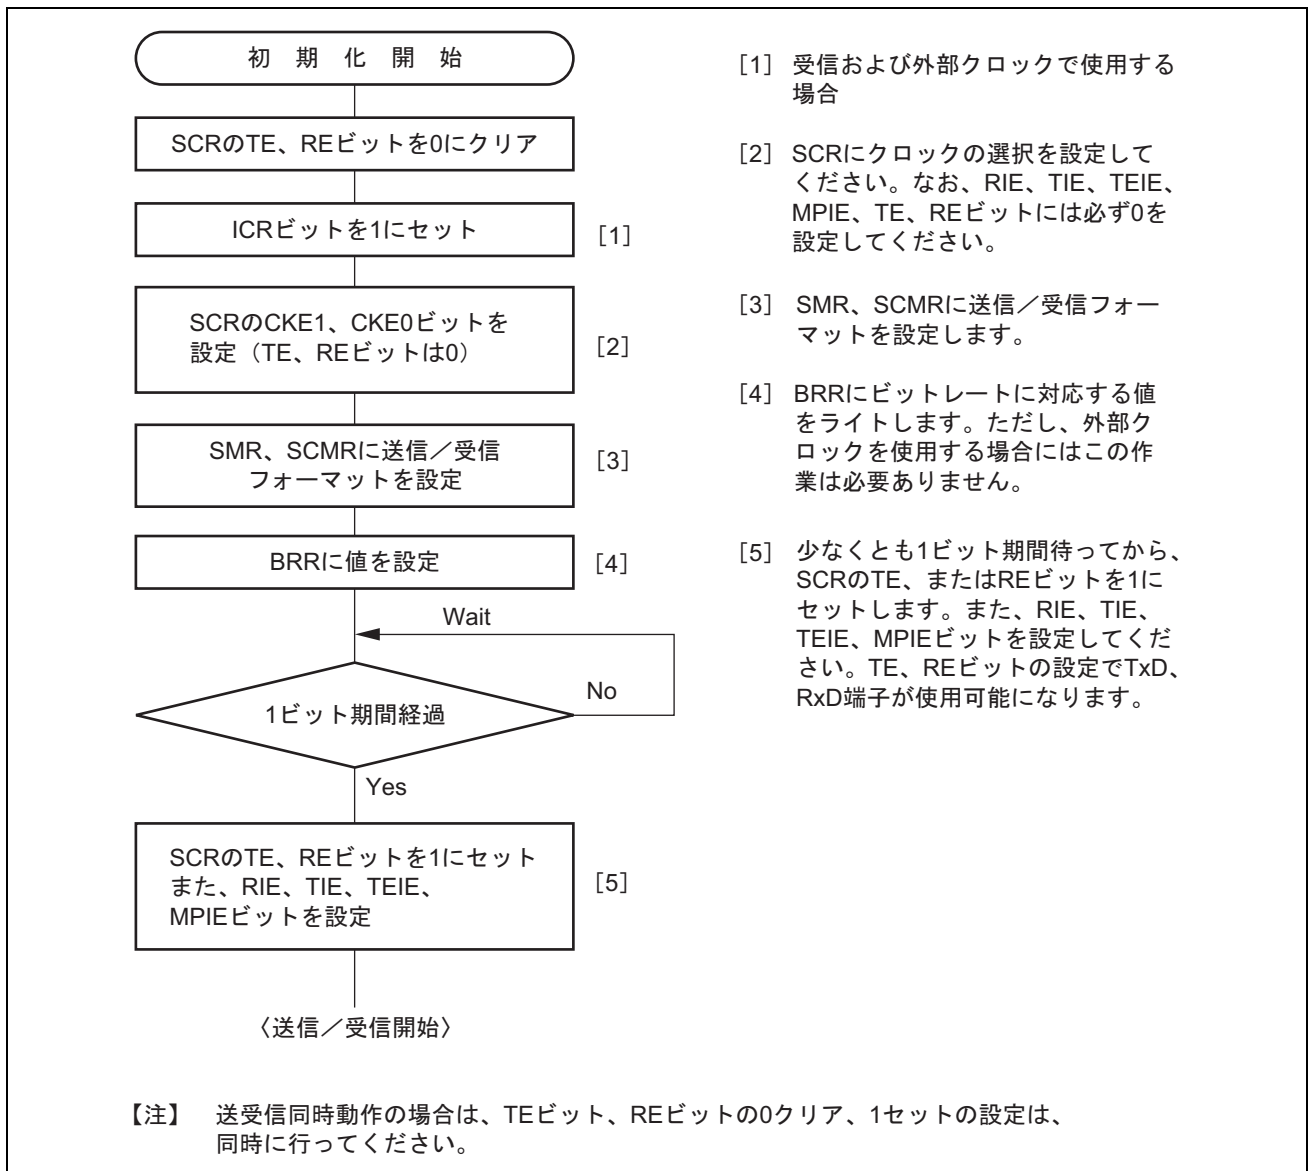 初 期 化 開 始
SCRのTE、REビットを0にクリア
ICRビットを1にセット
[1]
SCRのCKE1、CKE0ビットを
設定（TE、REビットは0）
[2]
SMR、SCMRに送信／受信
フォーマットを設定
[3]
BRRに値を設定
[4]
Wait
1ビット期間経過
No
Yes
SCRのTE、REビットを1にセット
また、RIE、TIE、TEIE、
MPIEビットを設定
[5]
〈送信／受信開始〉
[1] 受信および外部クロックで使用する
場合
[2] SCRにクロックの選択を設定して
ください。なお、RIE、TIE、TEIE、
MPIE、TE、REビットには必ず0を
設定してください。
[3] SMR、SCMRに送信／受信フォー
マットを設定します。
[4] BRRにビットレートに対応する値
をライトします。ただし、外部ク
ロックを使用する場合にはこの作
業は必要ありません。
[5] 少なくとも1ビット期間待ってから、
SCRのTE、またはREビットを1に
セットします。また、RIE、TIE、
TEIE、MPIEビットを設定してくだ
さい。TE、REビットの設定でTxD、
RxD端子が使用可能になります。
【注】 送受信同時動作の場合は、TEビット、REビットの0クリア、1セットの設定は、
同時に行ってください。